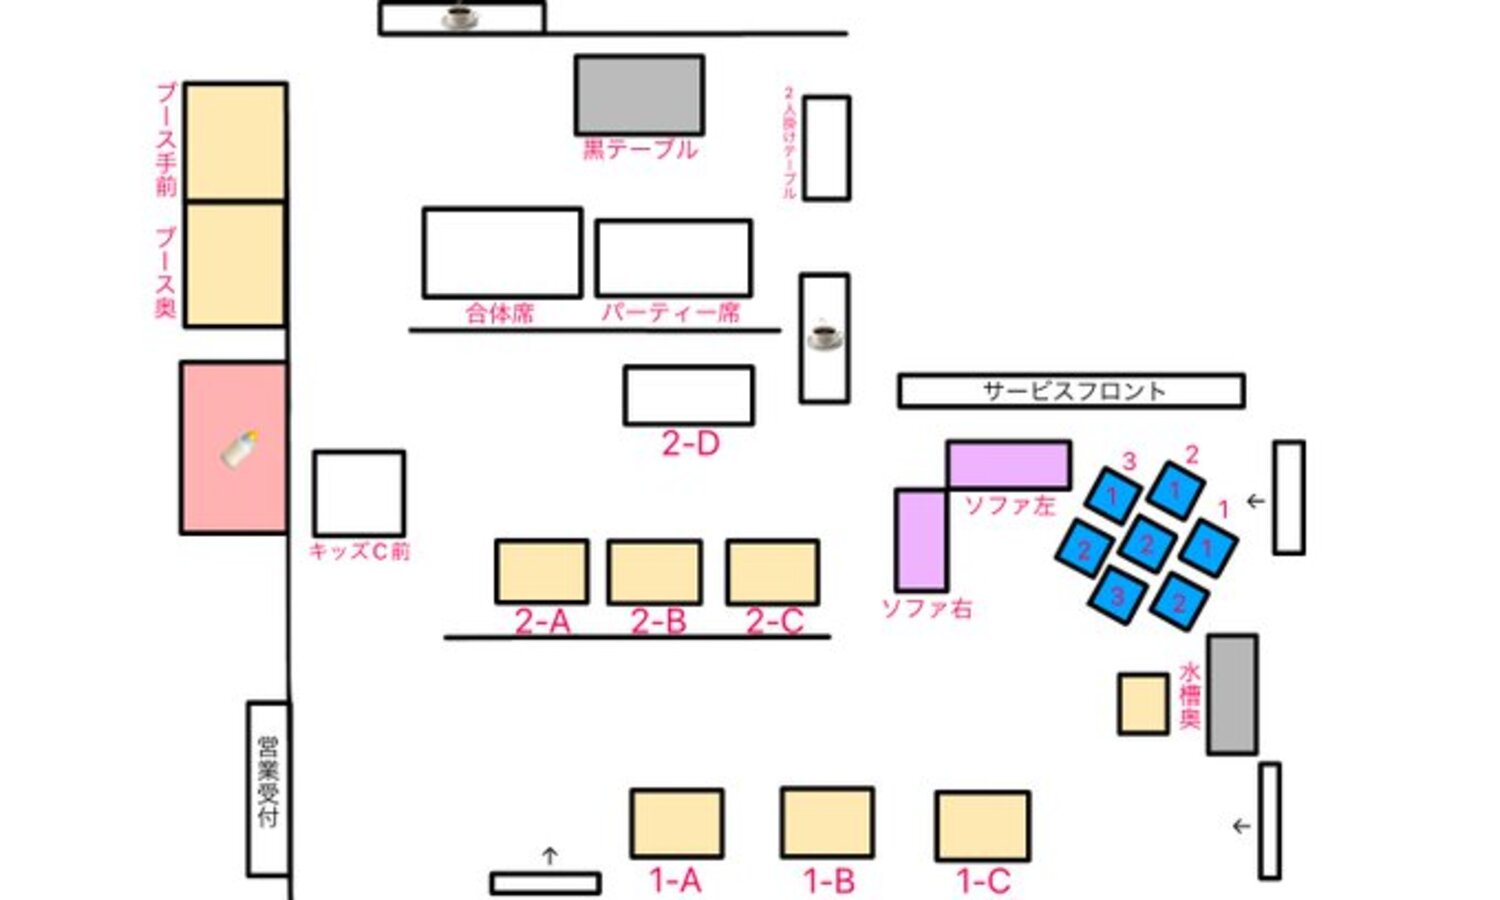 ブース手前
黒テーブル
2人掛けテーブル
ブース奥
合体席
パーティー席
2-D
サービスフロント
ソファ左
3
2
1
1
1
←
キッズC前
2
2
1
ソファ右
3
2
2-A
2-B
2-C
水槽奥
営業受付
←
↑
1-A
1-B
1-C